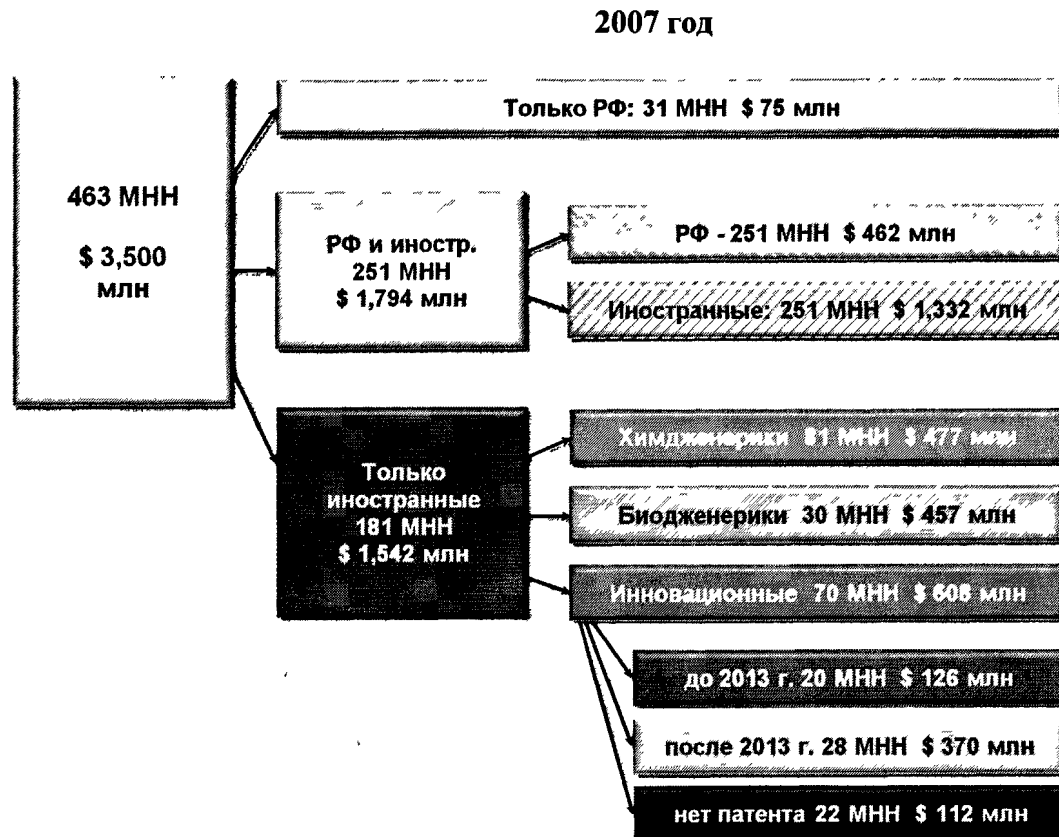 2007 год
Только РФ: 31 МНН $ 75 млн
463 МНН
$ 3,500
млн
РФ и иностр.
251 МНН
$ 1,794 млн
РФ - 251 МНН $ 462 млн
Иностранные: 251 МНН $ 1,332 млн
Только
иностранные
181 МНН
$ 1,542 млн
Химдженерики 81 МНН $ 477 млн
Биодженерики 30 МНН $ 457 млн
Инновационные 70 МНН $ 608 млн
до 2013 г. 20 МНН $ 126 млн
после 2013 г. 28 МНН $ 370 млн
нет патента 22 МНН $ 112 млн